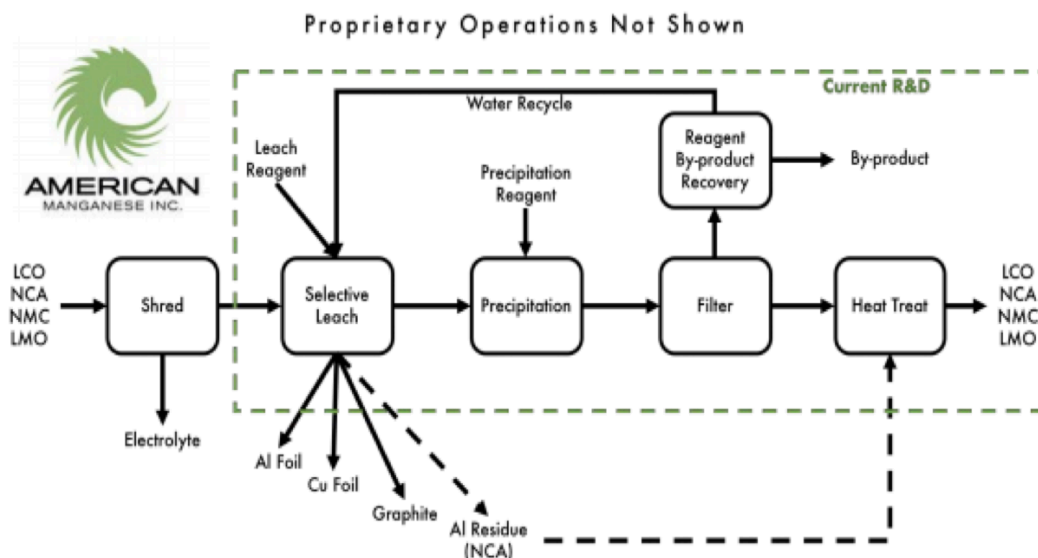 Proprietary Operations Not Shown
AMERICAN
MANGANESE INC.
Current R&D
Water Recycle
Leach
Reagent
Precipitation
Reagent
Reagent
By-product
Recovery
By-product
LCO
NCA
NMC
LMO
Shred
Selective
Leach
Precipitation
Filter
Heat Treat
LCO
NCA
NMC
LMO
Electrolyte
Al Foil
Cu Foil
Graphite
Al Residue
(NCA)